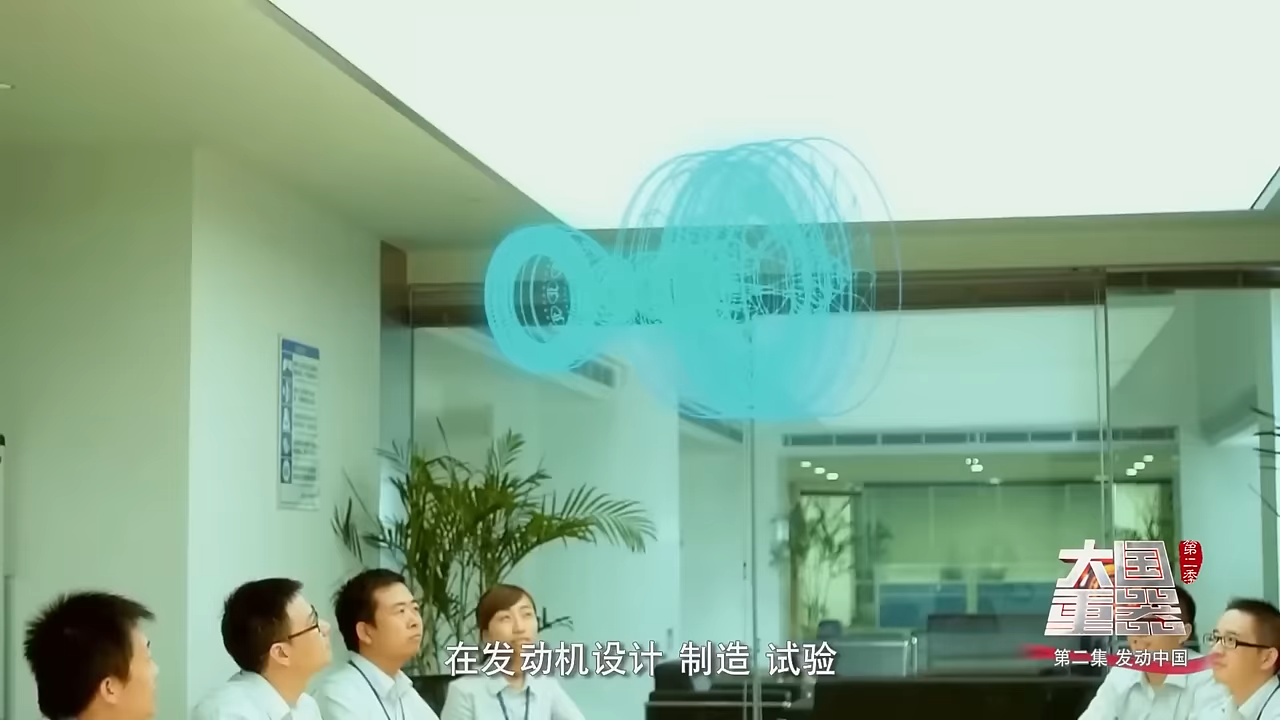 大国
重器
第二季
在发动机设计 制造 试验
第二集 发动中国